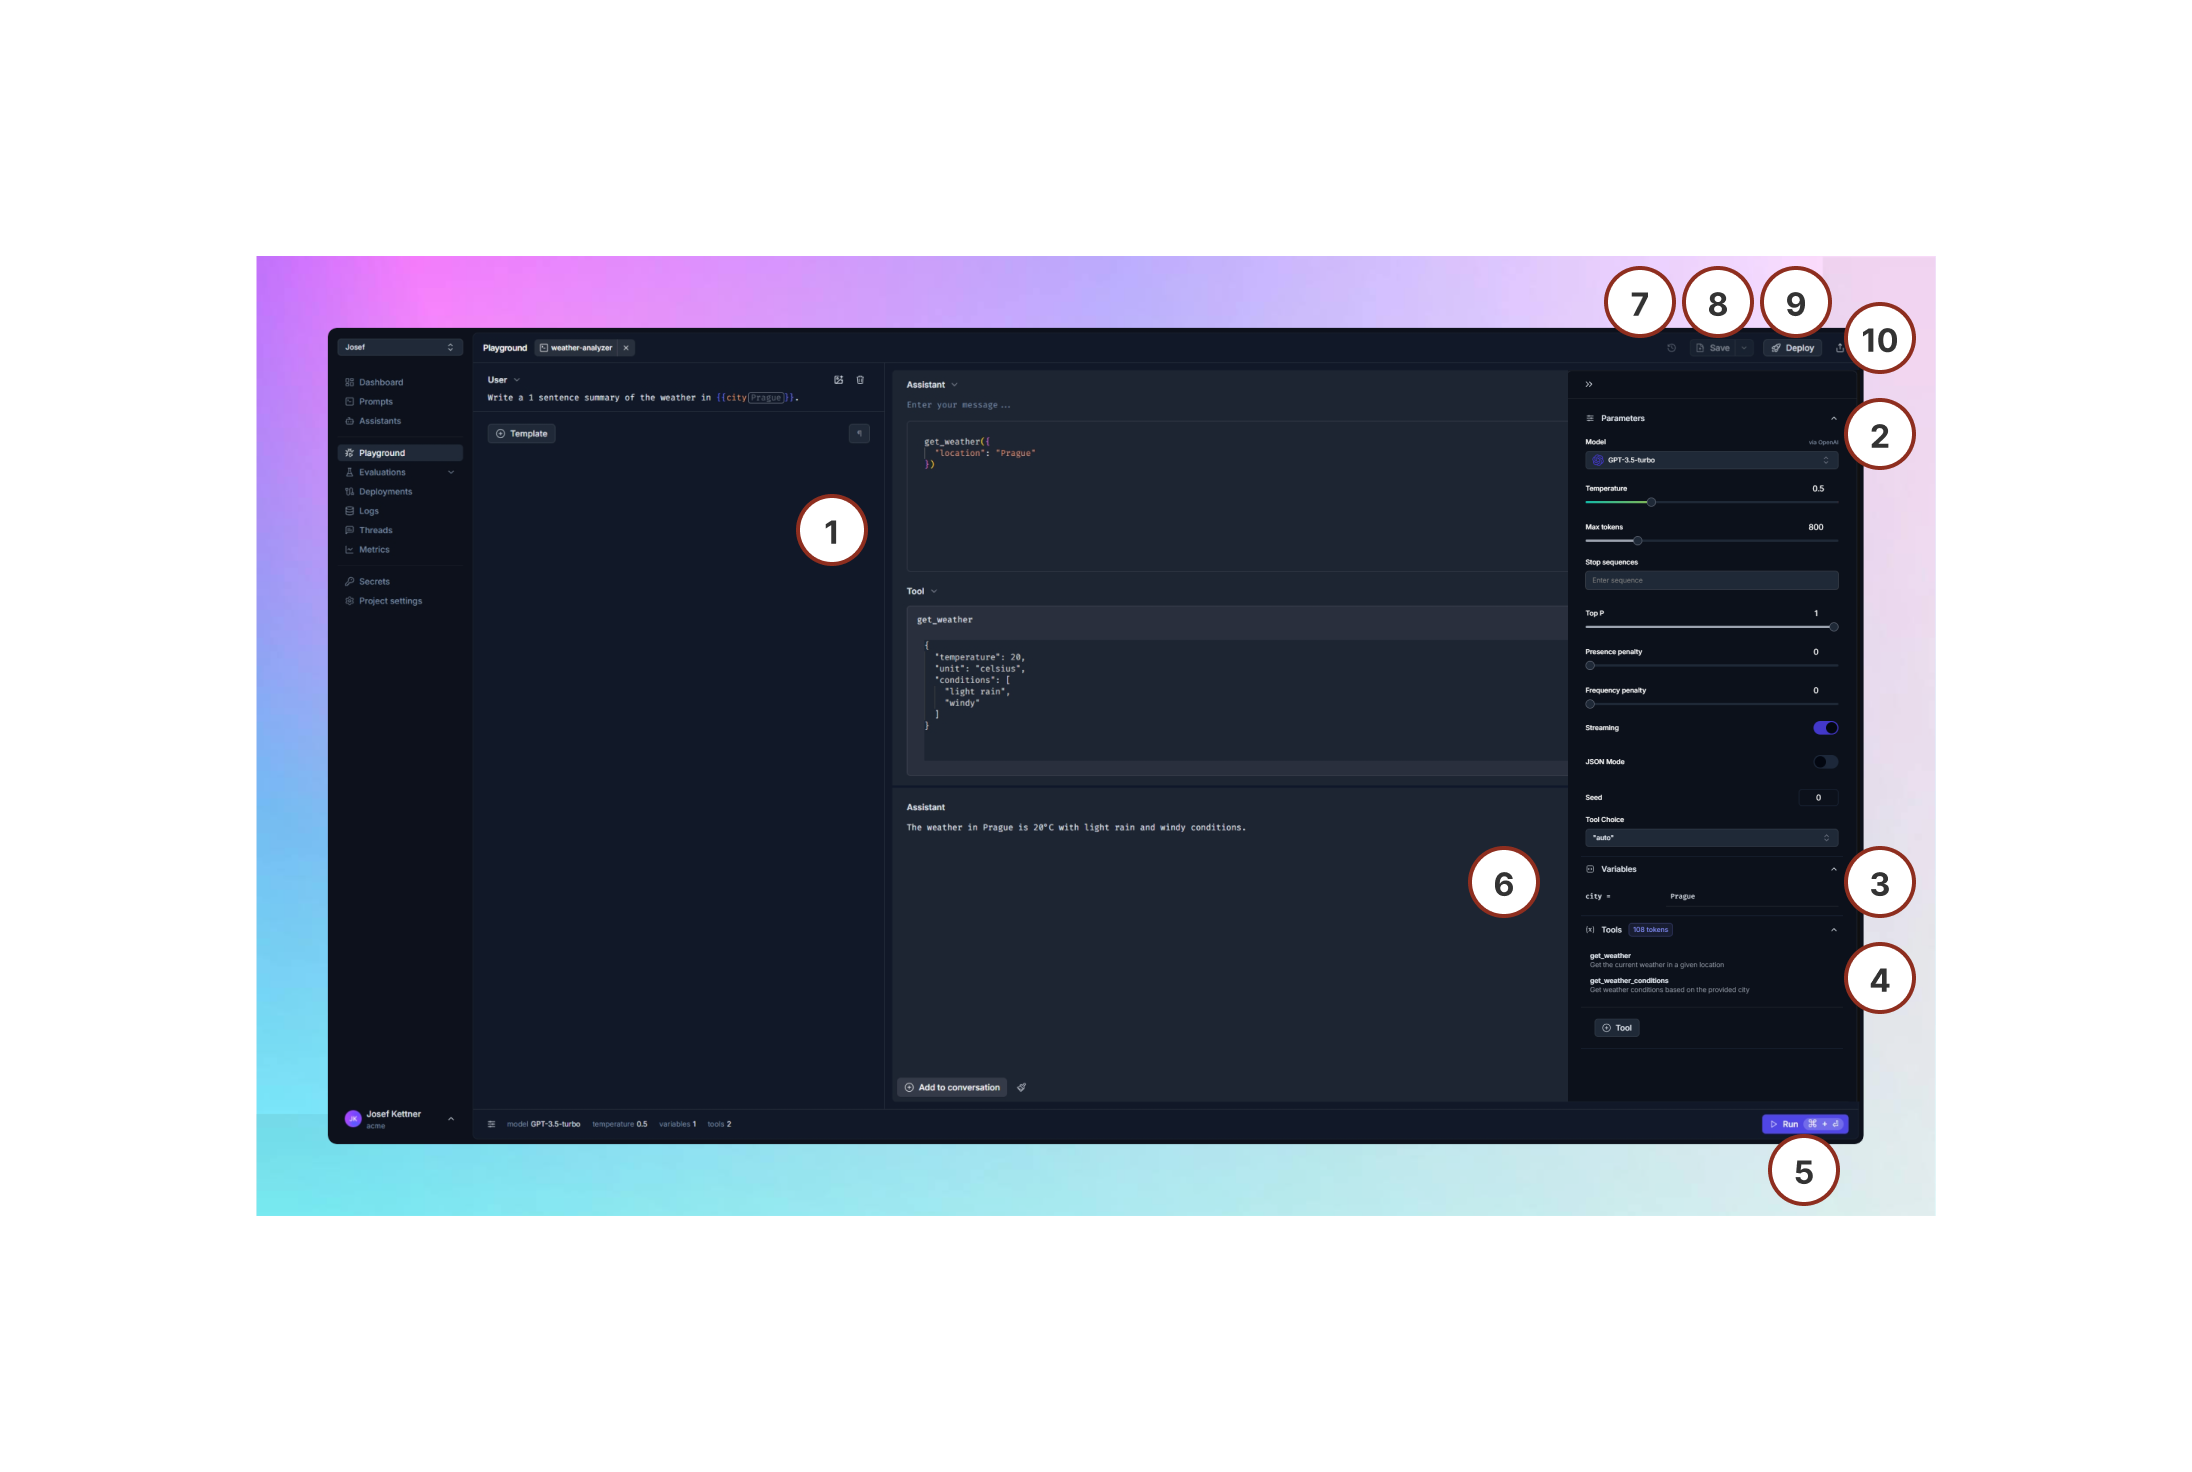 7
8
9
10
Josef
Playground
weather-analyzer
Save
Deploy
Dashboard
Prompts
Assistants
Playground
Evaluations
Deployments
Logs
Threads
Metrics
Secrets
Project settings
Josef Kettner
acme
User
Write a 1 sentence summary of the weather in {{city Prague}}.
Template
1
Assistant
Enter your message ...
get_weather({
"location": "Prague"
})
Tool
get_weather
{
"temperature": 20,
"unit": "celsius",
"conditions": [
"light rain",
"windy"
]
}
Assistant
The weather in Prague is 20°C with light rain and windy conditions.
6
Add to conversation
Parameters
2
Model via OpenAI
GPT-3.5-turbo
Temperature 0.5
Max tokens 800
Stop sequences
Enter sequence
Top P 1
Presence penalty 0
Frequency penalty 0
Streaming
JSON Mode
Seed 0
Tool Choice
"auto"
Variables
3
city = Prague
Tools 108 tokens
get_weather
Get the current weather in a given location
get_weather_conditions
Get weather conditions based on the provided city
4
Tool
model GPT-3.5-turbo temperature 0.5 variables 1 tools 2
Run ⌘ + ⏎
5